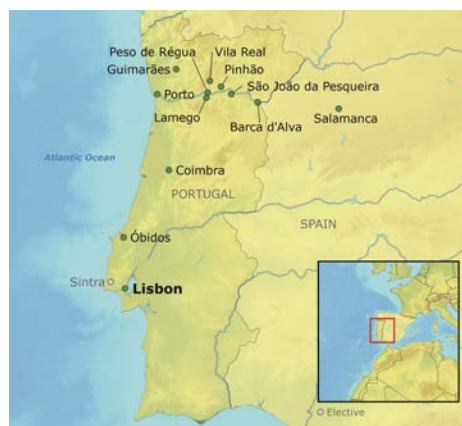 Peso de Régua
Vila Real
Guimarães
Pinhão
São João da Pesqueira
Porto
Lamego
Barca d'Alva
Salamanca
Atlantic Ocean
Coimbra
PORTUGAL
Óbidos
SPAIN
Sintra
Lisbon
Elective